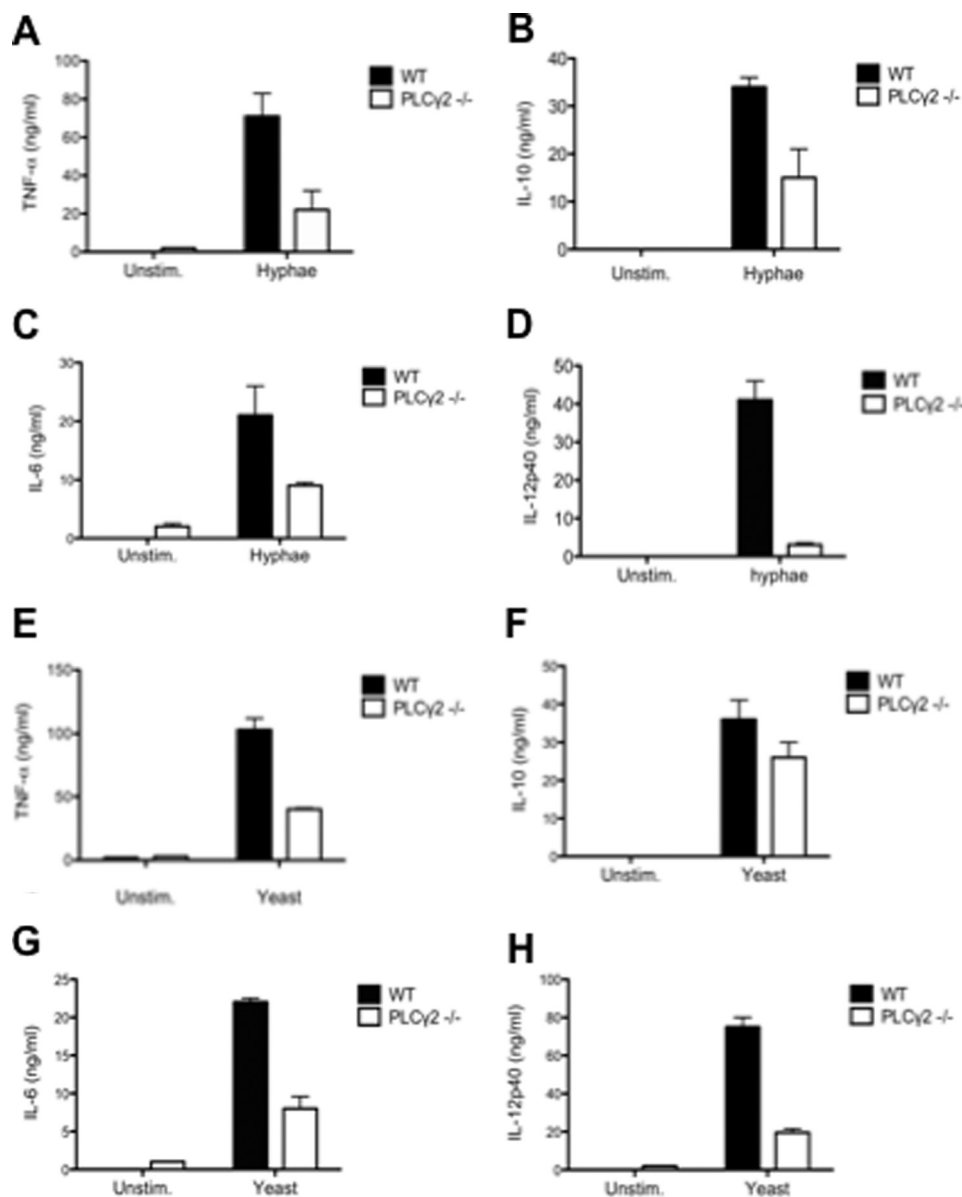 A
TNF-α (ng/ml)
100
80
60
40
20
0
Unstim.
Hyphae
WT
PLCγ2 -/-
B
IL-10 (ng/ml)
40
30
20
10
0
Unstim.
Hyphae
WT
PLCγ2 -/-
C
IL-6 (ng/ml)
30
20
10
0
Unstim.
Hyphae
WT
PLCγ2 -/-
D
IL-12p40 (ng/ml)
50
40
30
20
10
0
Unstim.
hyphae
WT
PLCγ2 -/-
E
TNF-α (ng/ml)
150
100
50
0
Unstim.
Yeast
WT
PLCγ2 -/-
F
IL-10 (ng/ml)
50
40
30
20
10
0
Unstim.
Yeast
WT
PLCγ2 -/-
G
IL-6 (ng/ml)
25
20
15
10
5
0
Unstim.
Yeast
WT
PLCγ2 -/-
H
IL-12p40 (ng/ml)
100
80
60
40
20
0
Unstim.
Yeast
WT
PLCγ2 -/-